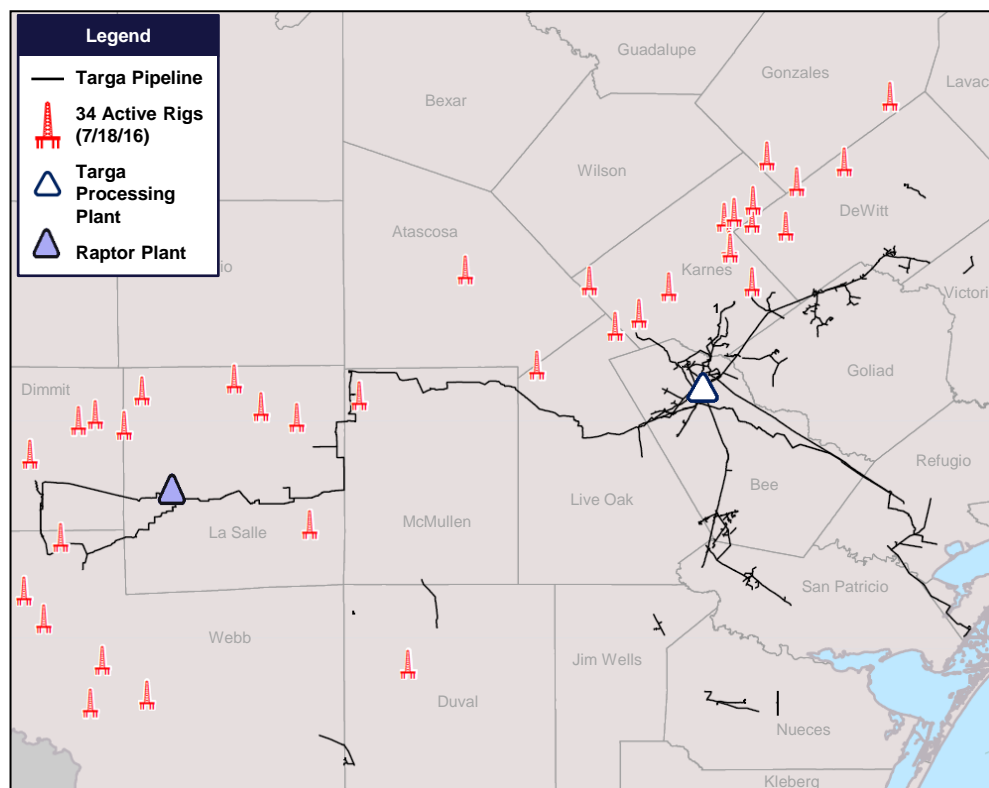 Legend
Targa Pipeline
34 Active Rigs
(7/18/16)
Targa
Processing
Plant
Raptor Plant
Guadalupe
Gonzales
Lavac
Bexar
Wilson
DeWitt
Atascosa
io
Karnes
Victori
Goliad
Dimmit
Refugio
Bee
Live Oak
McMullen
La Salle
San Patricio
Webb
Jim Wells
Duval
Nueces
Kleberg